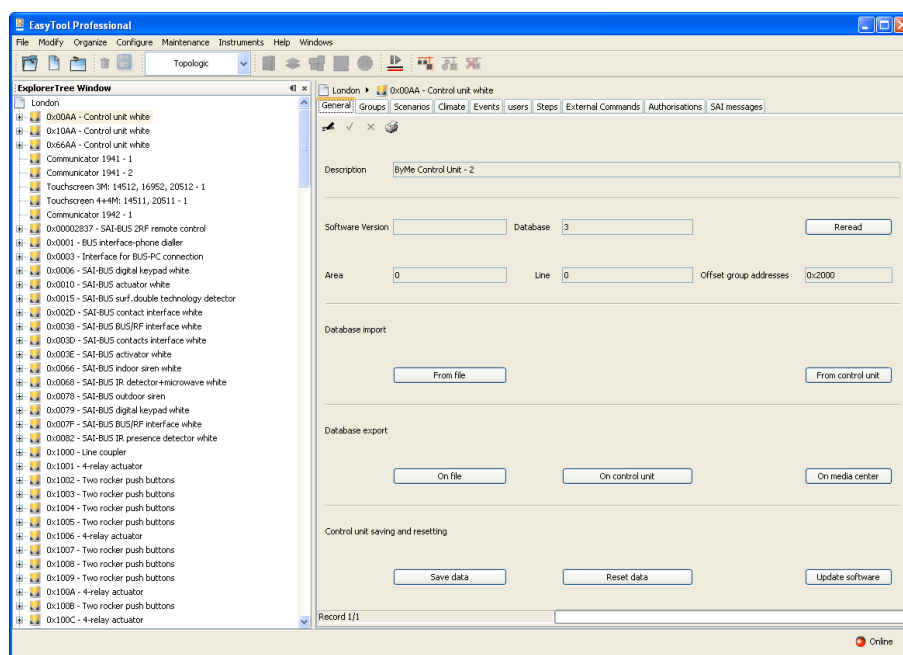 EasyTool Professional
File Modify Organize Configure Maintenance Instruments Help Windows
Topologic
ExplorerTree Window
London
0x00AA - Control unit white
0x10AA - Control unit white
0x66AA - Control unit white
Communicator 1941 - 1
Communicator 1941 - 2
Touchscreen 3M: 14512, 16952, 20512 - 1
Touchscreen 4+4M: 14511, 20511 - 1
Communicator 1942 - 1
0x00002837 - SAI-BUS 2RF remote control
0x0001 - BUS interface-phone dialler
0x0003 - Interface for BUS-PC connection
0x0006 - SAI-BUS digital keypad white
0x0010 - SAI-BUS actuator white
0x0015 - SAI-BUS surf.double technology detector
0x002D - SAI-BUS contact interface white
0x0038 - SAI-BUS BUS/RF interface white
0x003D - SAI-BUS contacts interface white
0x003E - SAI-BUS activator white
0x0066 - SAI-BUS indoor siren white
0x0068 - SAI-BUS IR detector+microwave white
0x0078 - SAI-BUS outdoor siren
0x0079 - SAI-BUS digital keypad white
0x007F - SAI-BUS BUS/RF interface white
0x0082 - SAI-BUS IR presence detector white
0x1000 - Line coupler
0x1001 - 4-relay actuator
0x1002 - Two rocker push buttons
0x1003 - Two rocker push buttons
0x1004 - Two rocker push buttons
0x1005 - Two rocker push buttons
0x1006 - 4-relay actuator
0x1007 - Two rocker push buttons
0x1008 - Two rocker push buttons
0x1009 - Two rocker push buttons
0x100A - 4-relay actuator
0x100B - Two rocker push buttons
0x100C - 4-relay actuator
London 0x00AA - Control unit white
General Groups Scenarios Climate Events users Steps External Commands Authorisations SAI messages
Description ByMe Control Unit - 2
Software Version Database 3 Reread
Area 0 Line 0 Offset group addresses 0x2000
Database import
From file From control unit
Database export
On file On control unit On media center
Control unit saving and resetting
Save data Reset data Update software
Record 1/1
Online